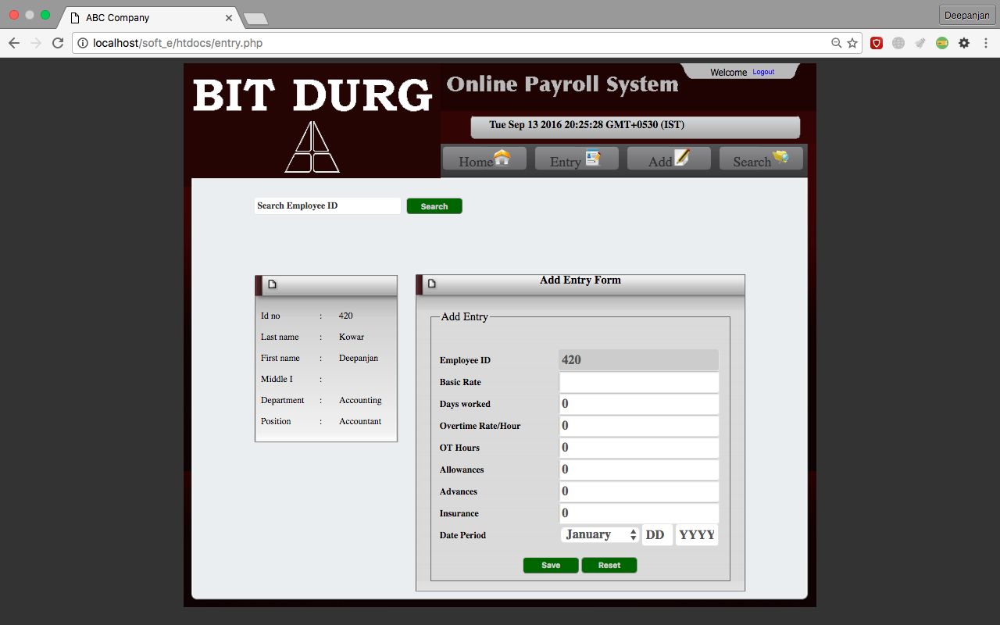 ABC Company
Deepanjan
localhost/soft_e/htdocs/entry.php
BIT DURG
Online Payroll System
Welcome Logout
Tue Sep 13 2016 20:25:28 GMT+0530 (IST)
Home Entry Add Search
Search Employee ID Search
Id no : 420
Last name : Kowar
First name : Deepanjan
Middle I :
Department : Accounting
Position : Accountant
Add Entry Form
Add Entry
Employee ID 420
Basic Rate
Days worked 0
Overtime Rate/Hour 0
OT Hours 0
Allowances 0
Advances 0
Insurance 0
Date Period January DD YYYY
Save Reset